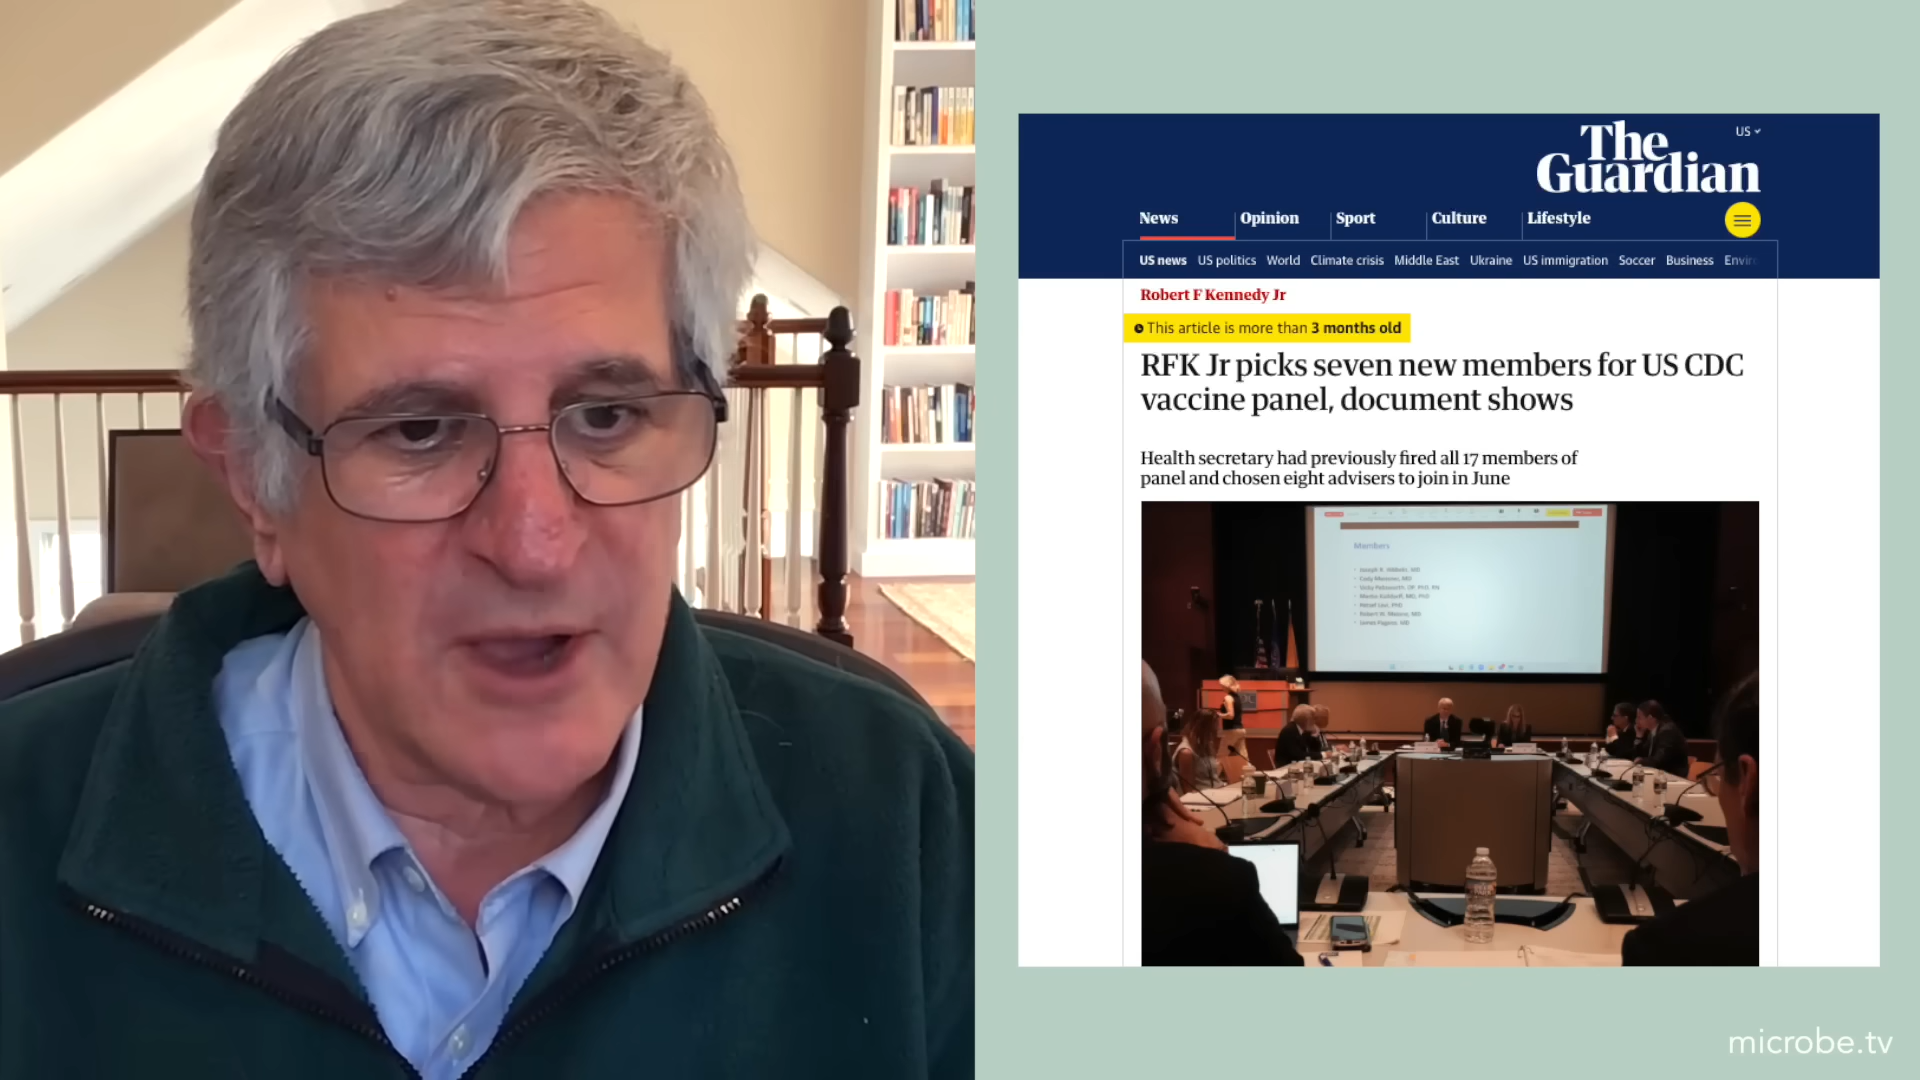 The
Guardian
US
News
Opinion
Sport
Culture
Lifestyle
US news US politics World Climate crisis Middle East Ukraine US immigration Soccer Business Envir
Robert F Kennedy Jr
This article is more than 3 months old
RFK Jr picks seven new members for US CDC
vaccine panel, document shows
Health secretary had previously fired all 17 members of
panel and chosen eight advisers to join in June
Members
microbe.tv